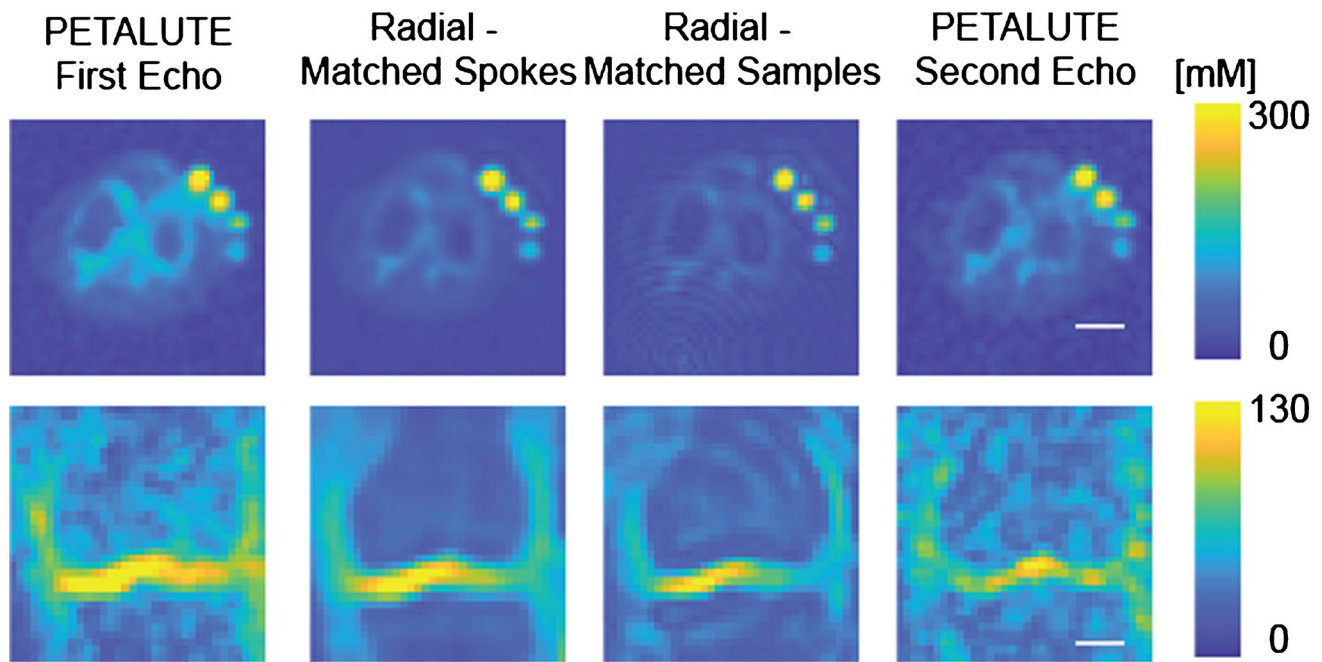 PETALUTE
First Echo
Radial -
Matched Spokes
Radial -
Matched Samples
PETALUTE
Second Echo
[mM]
300
0
130
0